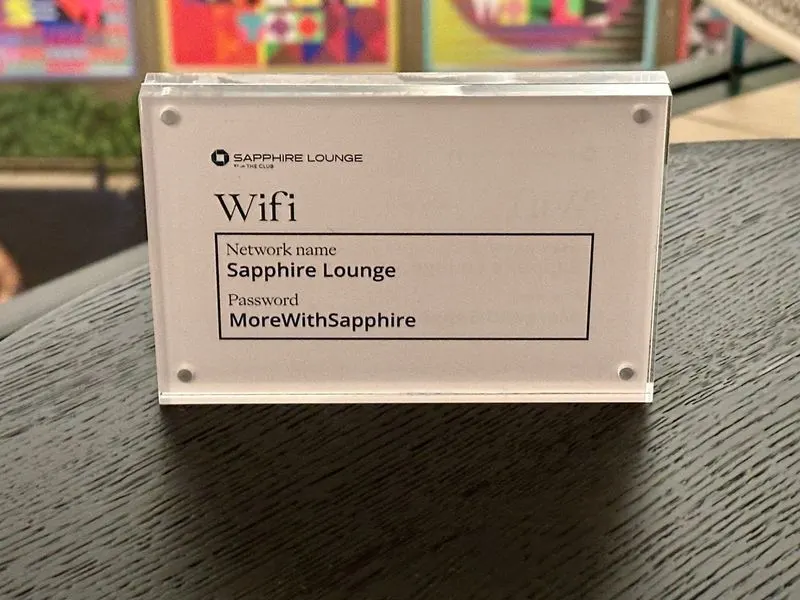 SAPPHIRE LOUNGE
BY THE CLUB
Wifi
Network name
Sapphire Lounge
Password
MoreWithSapphire